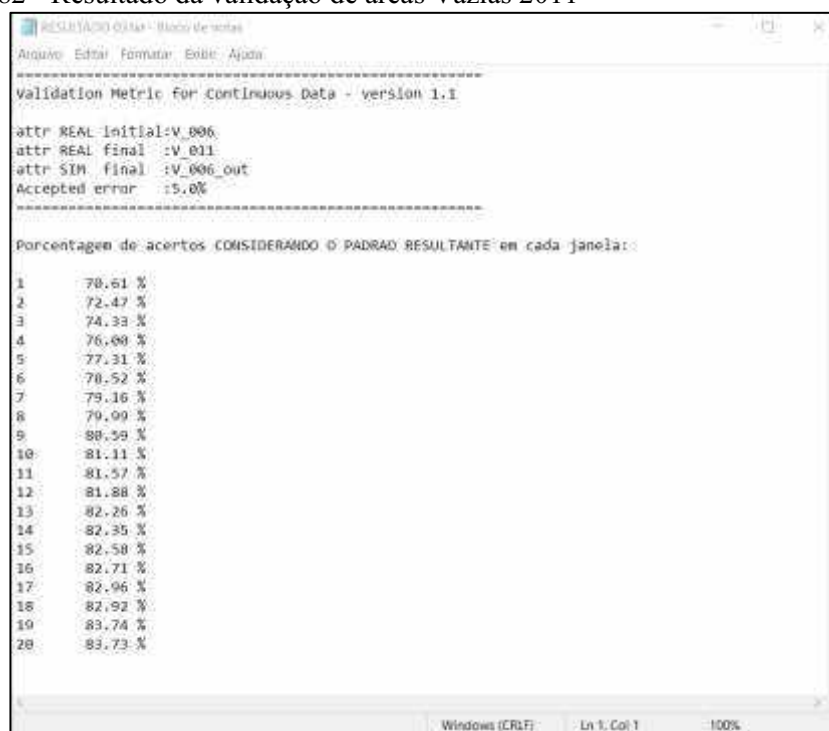 82 - Resultado da validação de áreas Vazias 2011
Bloco de notas
Arquivo Editar Formatar Exibir Ajuda
========================================================
Validation Metric for Continuous Data - version 1.1
attr REAL initial:V_006
attr REAL final :V_011
attr SIM final :V_006_out
Accepted error :5.0%
========================================================
Porcentagem de acertos CONSIDERANDO O PADRAO RESULTANTE em cada janela:
1 70.61 %
2 72.47 %
3 74.33 %
4 76.00 %
5 77.31 %
6 78.52 %
7 79.16 %
8 79.99 %
9 80.59 %
10 81.11 %
11 81.57 %
12 81.88 %
13 82.26 %
14 82.35 %
15 82.58 %
16 82.71 %
17 82.96 %
18 82.92 %
19 83.74 %
20 83.73 %
Windows (CRLF) Ln 1, Col 1 100%